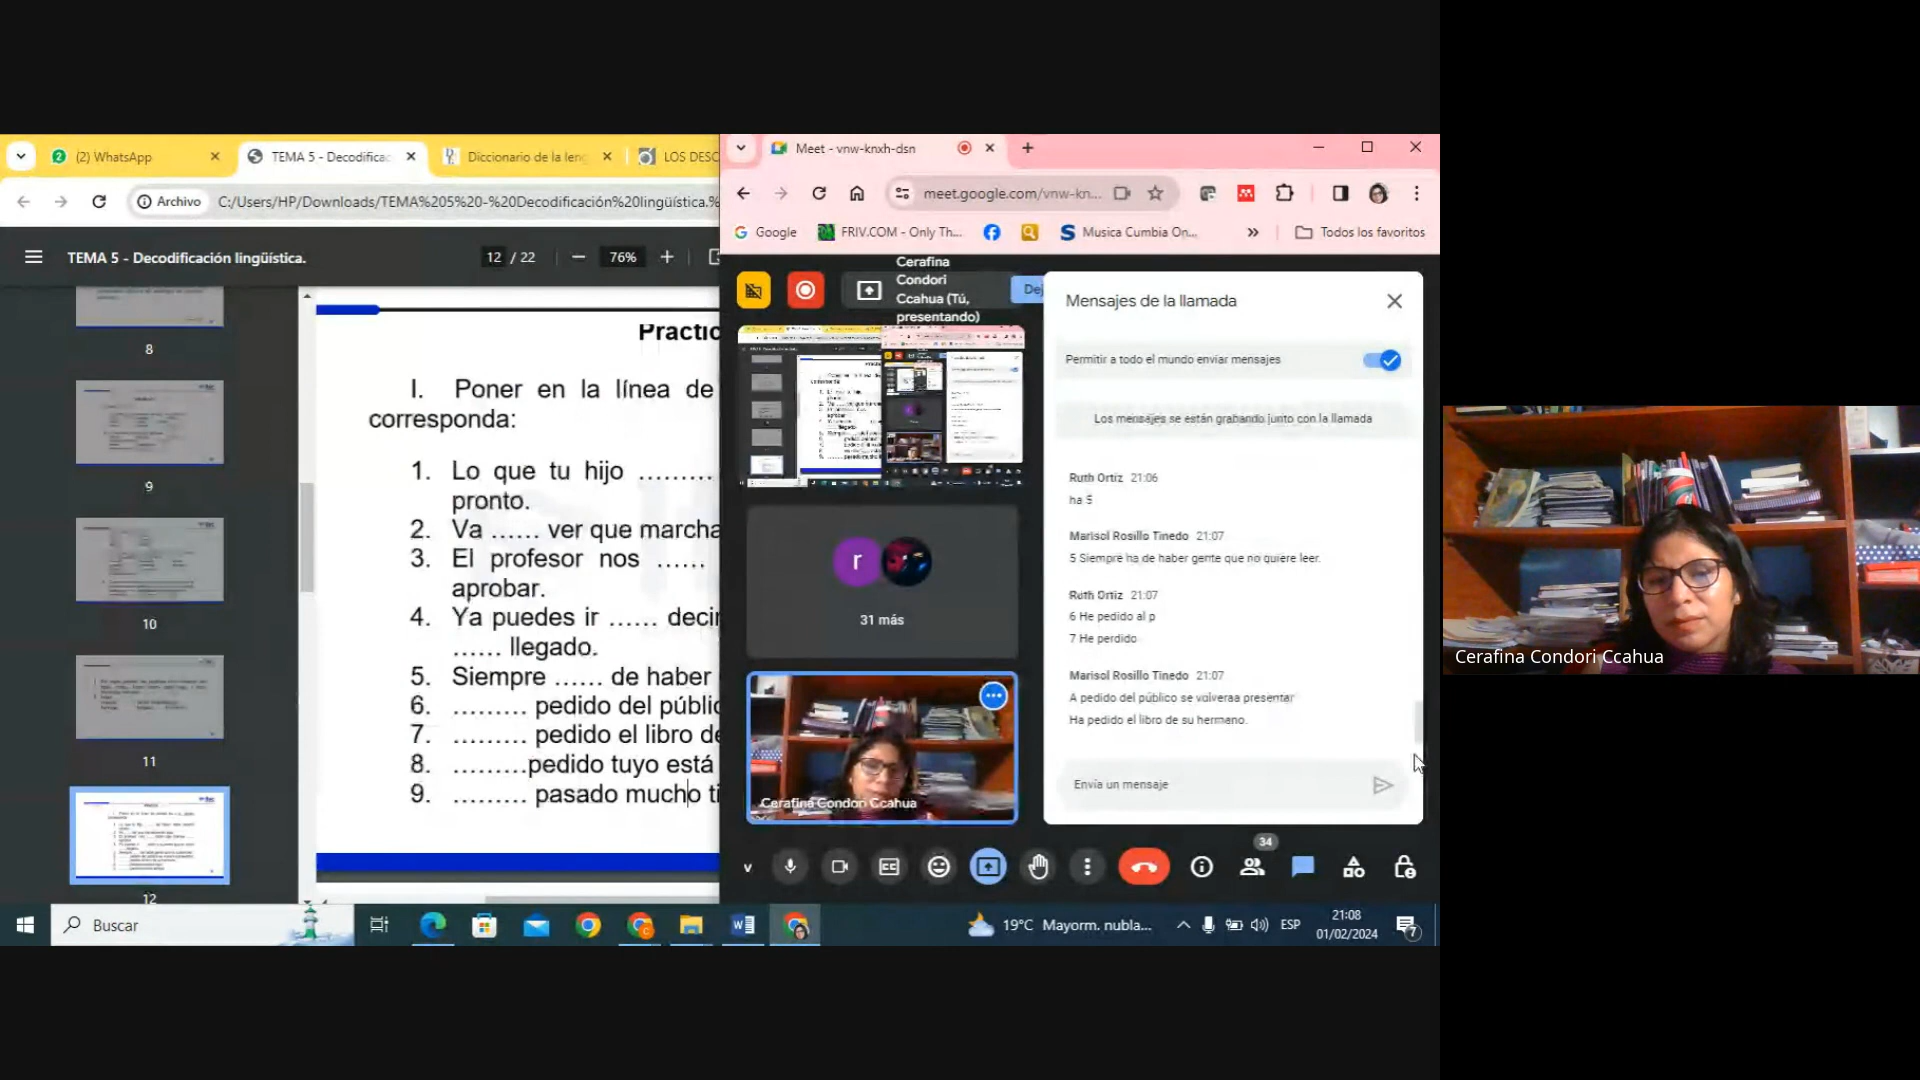 (2) WhatsApp
TEMA 5 - Decodificac
Diccionario de la leng
LOS DESC
Archivo
C:/Users/HP/Downloads/TEMA%205%20-%20Decodificación%20lingüística.%
TEMA 5 - Decodificación lingüística.
12 / 22
76%
8
9
10
11
12
Practic
I. Poner en la línea de
corresponda:
1. Lo que tu hijo .........
pronto.
2. Va ...... ver que marcha
3. El profesor nos ......
aprobar.
4. Ya puedes ir ...... decir
...... llegado.
5. Siempre ...... de haber
6. ......... pedido del públic
7. ......... pedido el libro de
8. .........pedido tuyo está
9. ......... pasado mucho ti
Meet - vnw-knxh-dsn
meet.google.com/vnw-kn...
Google
FRIV.COM - Only Th...
Musica Cumbia On...
Todos los favoritos
Cerafina
Condori
Ccahua (Tú,
presentando)
Dej
r
31 más
Cerafina Condori Ccahua
Mensajes de la llamada
Permitir a todo el mundo enviar mensajes
Los mensajes se están grabando junto con la llamada
Ruth Ortiz 21:06
ha 5
Marisol Rosillo Tinedo 21:07
5 Siempre ha de haber gente que no quiere leer.
Ruth Ortiz 21:07
6 He pedido al p
7 He perdido
Marisol Rosillo Tinedo 21:07
A pedido del público se volveraa presentar
Ha pedido el libro de su hermano.
Envía un mensaje
34
Buscar
19°C Mayorm. nubla...
ESP
21:08
01/02/2024
7
Cerafina Condori Ccahua